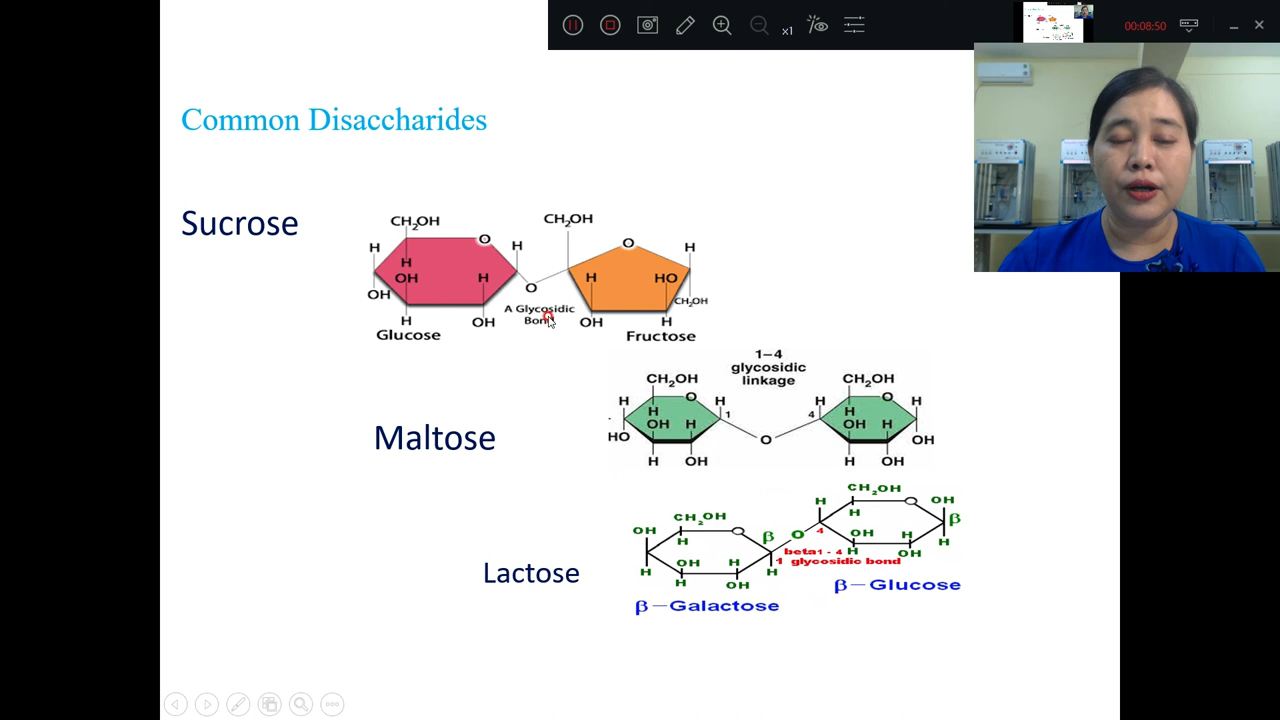 x1
00:08:50
Common Disaccharides
Sucrose
CH2OH
CH2OH
H
O
H
O
H
H
OH
H
H
HO
OH
O
CH2OH
A Glycosidic
Bond
H
OH
OH
H
Glucose
Fructose
1–4
glycosidic
linkage
CH2OH
CH2OH
H
O
H
H
O
H
H
1
4
H
OH
H
OH
H
HO
O
OH
H
OH
H
OH
Maltose
CH2OH
OH
H
O
H
β
CH2OH
OH
O
β
O
4
H
OH
H
H
beta1 - 4
H
OH
OH
H
1 glycosidic bond
H
H
H
OH
β–Glucose
Lactose
β–Galactose